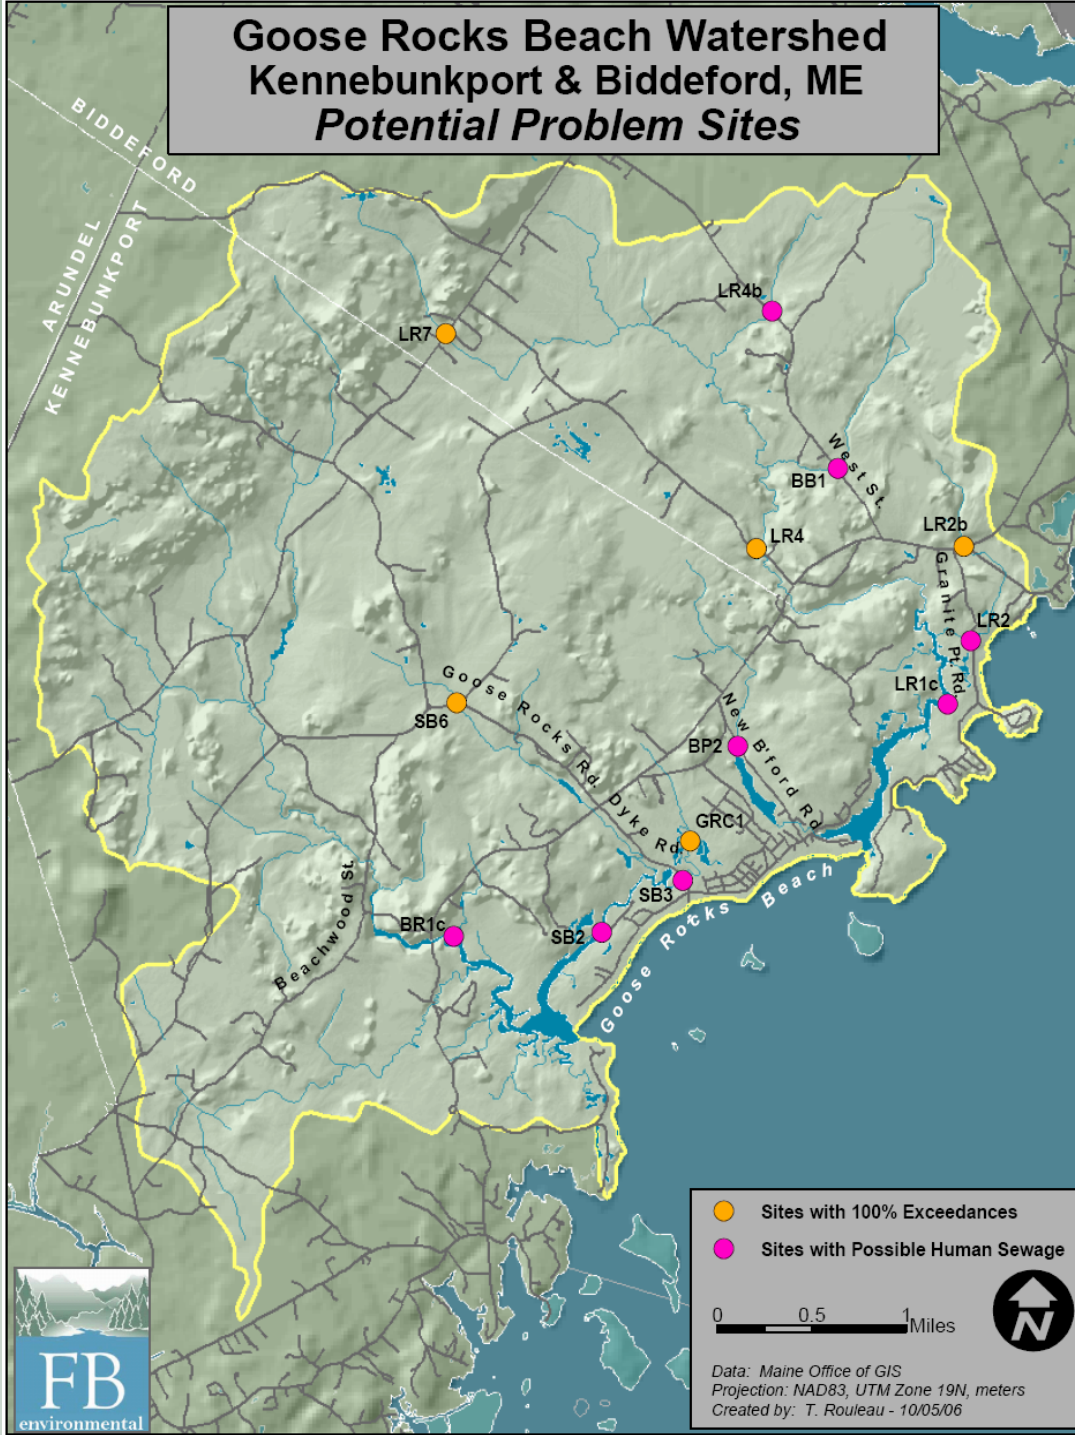 Goose Rocks Beach Watershed
Kennebunkport & Biddeford, ME
Potential Problem Sites
BIDDEFORD
ARUNDEL
KENNEBUNKPORT
LR4b
LR7
West St.
BB1
LR2b
LR4
Granite Pt. Rd.
LR2
LR1c
Goose Rocks Rd.
SB6
New B'ford Rd
BP2
Dyke Rd.
GRC1
SB3
Goose Rocks Beach
Beachwood St.
BR1c
SB2
Sites with 100% Exceedances
Sites with Possible Human Sewage
0 0.5 1
Miles
N
Data: Maine Office of GIS
Projection: NAD83, UTM Zone 19N, meters
Created by: T. Rouleau - 10/05/06
FB
environmental